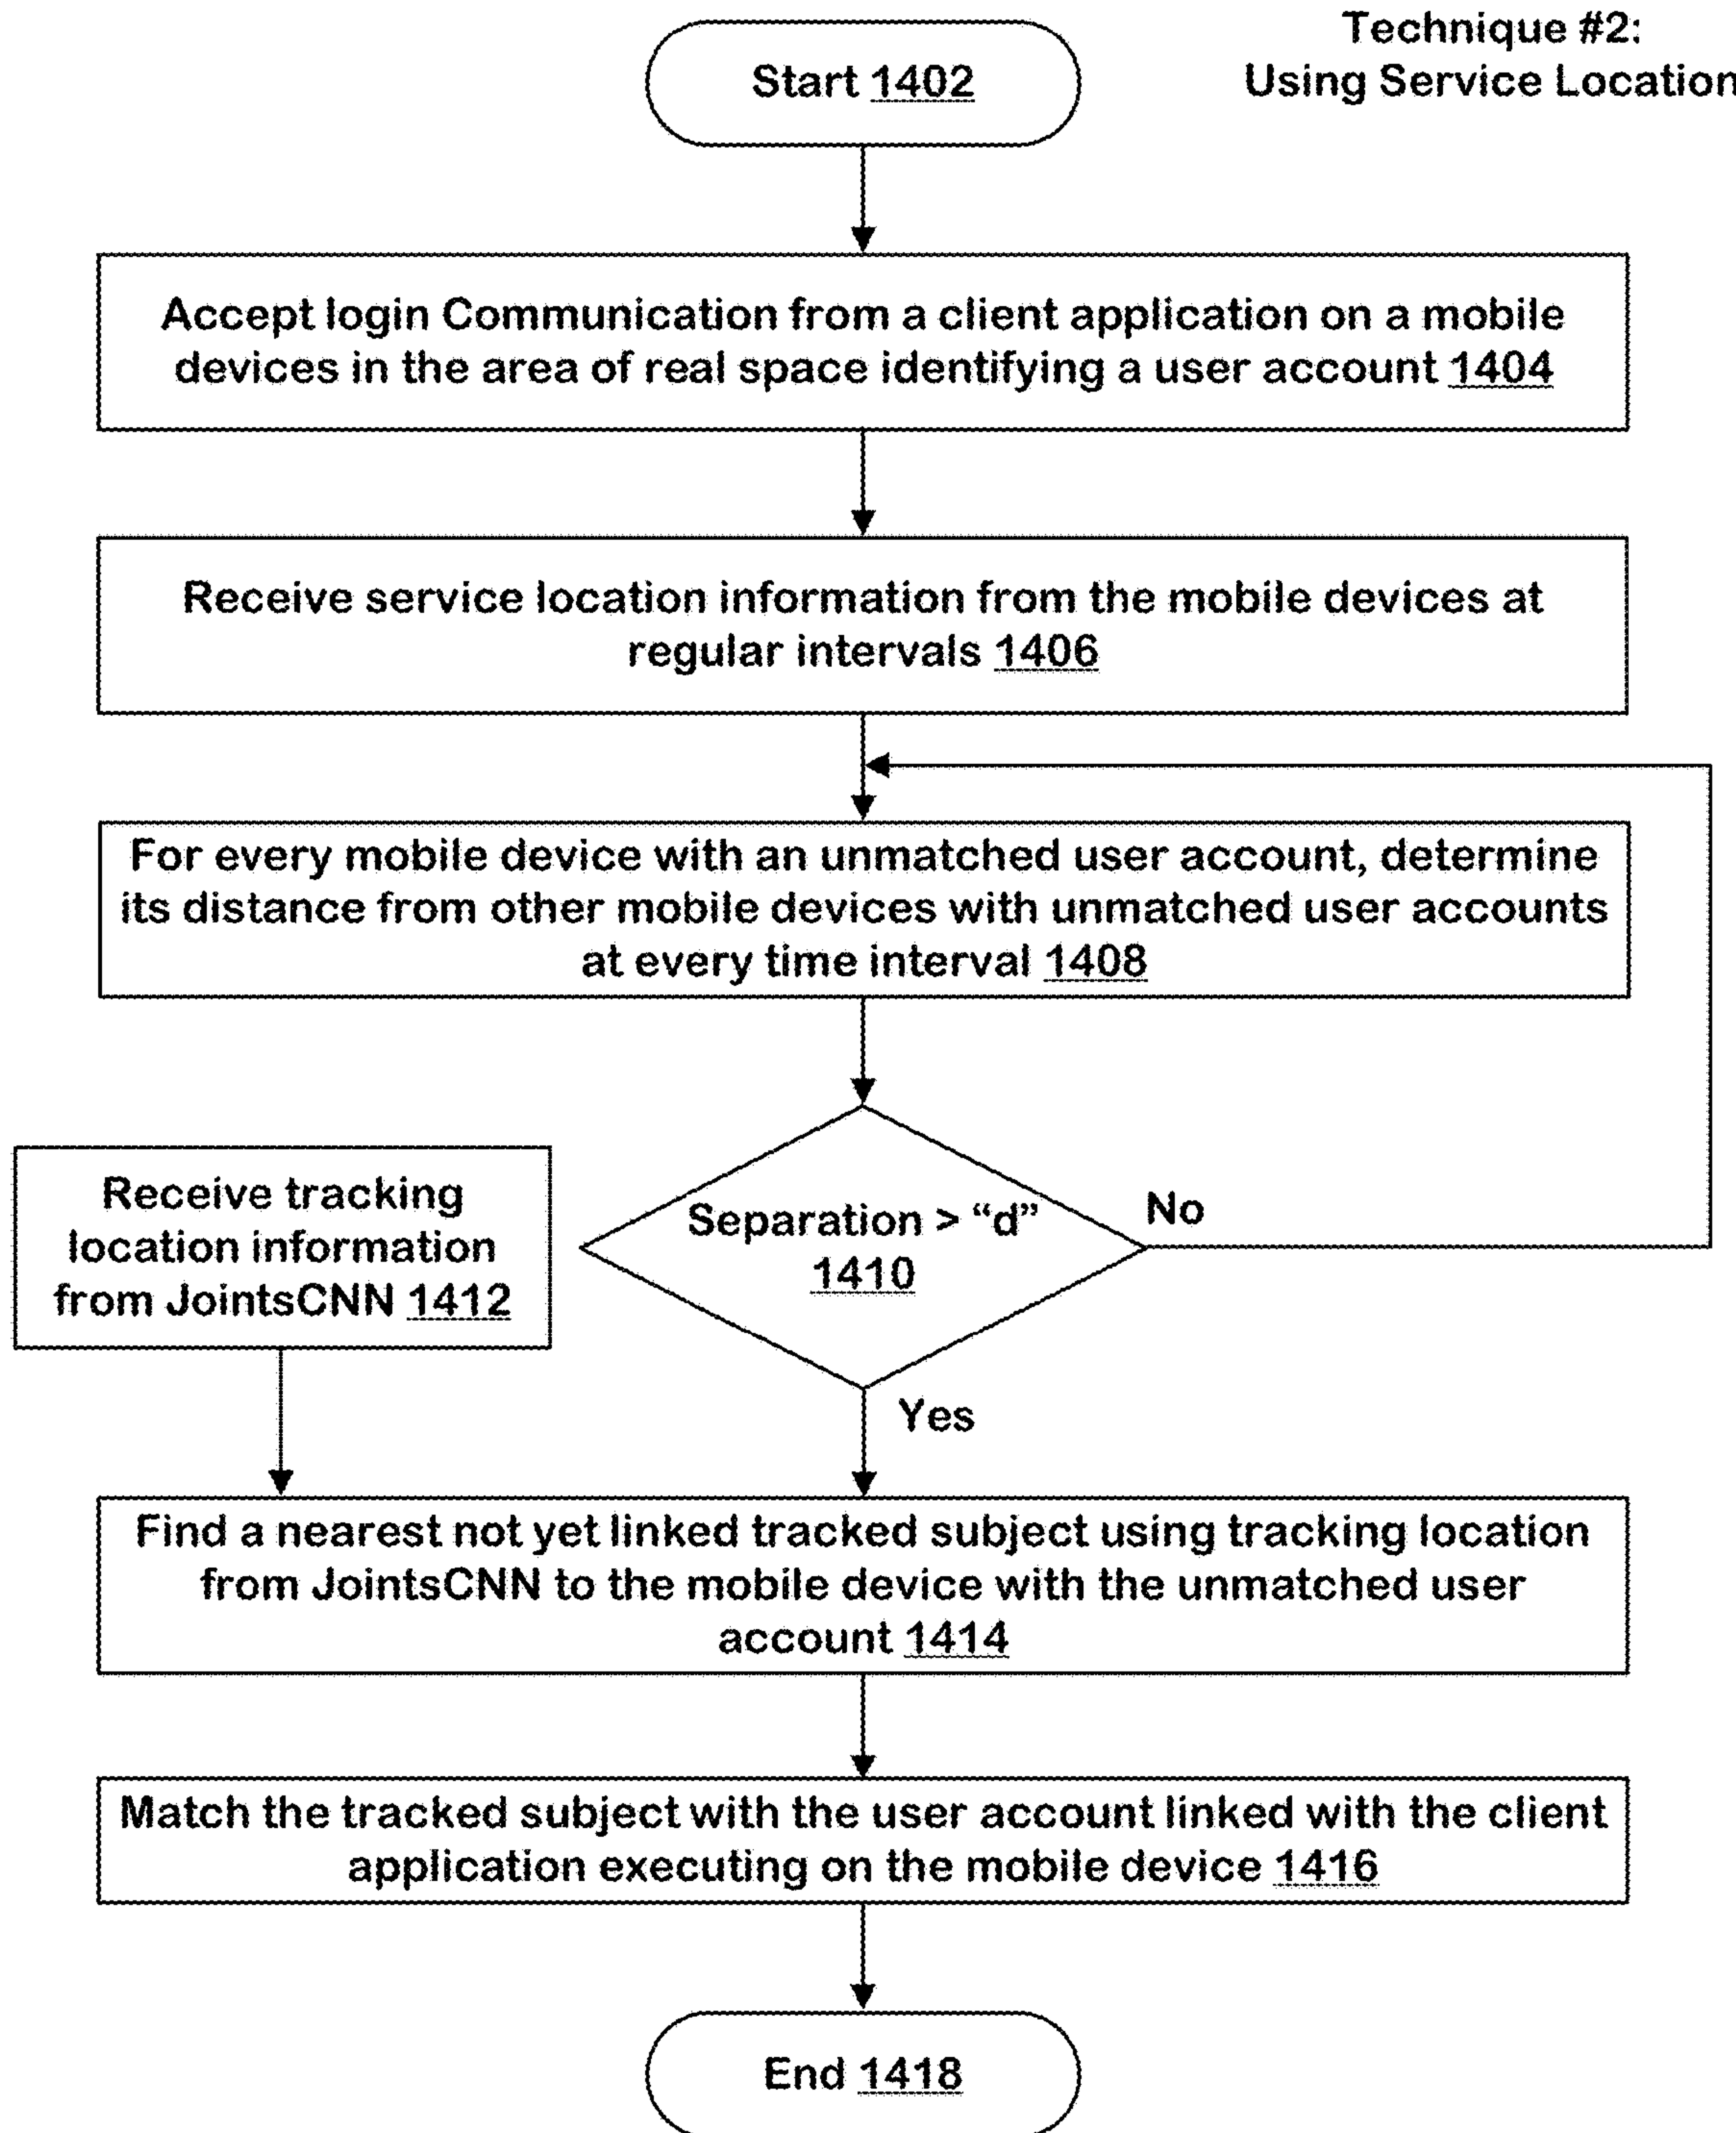 Technique #2:
Using Service Location
Start 1402
Accept login Communication from a client application on a mobile
devices in the area of real space identifying a user account 1404
Receive service location information from the mobile devices at
regular intervals 1406
For every mobile device with an unmatched user account, determine
its distance from other mobile devices with unmatched user accounts
at every time interval 1408
Separation > “d”
1410
No
Yes
Receive tracking
location information
from JointsCNN 1412
Find a nearest not yet linked tracked subject using tracking location
from JointsCNN to the mobile device with the unmatched user
account 1414
Match the tracked subject with the user account linked with the client
application executing on the mobile device 1416
End 1418